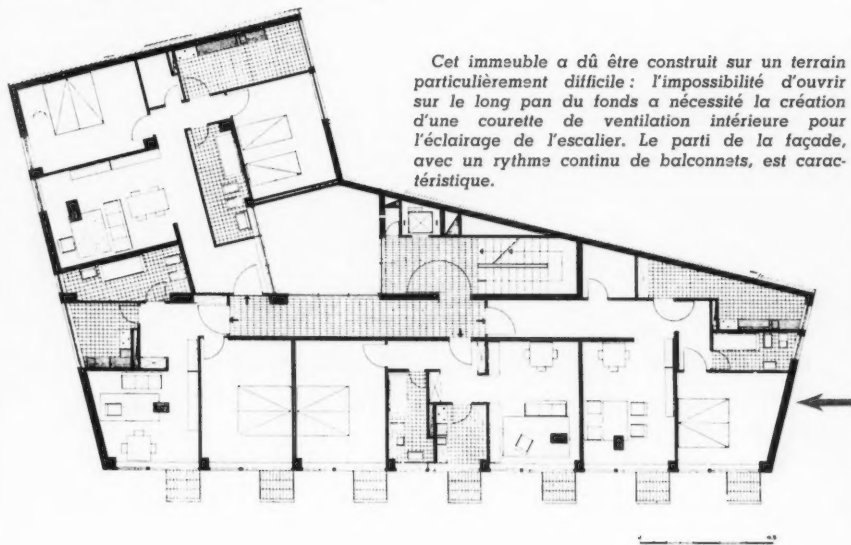 Cet immeuble a dû être construit sur un terrain
particulièrement difficile : l'impossibilité d'ouvrir
sur le long pan du fonds a nécessité la création
d'une courette de ventilation intérieure pour
l'éclairage de l'escalier. Le parti de la façade,
avec un rythme continu de balconnets, est carac-
téristique.